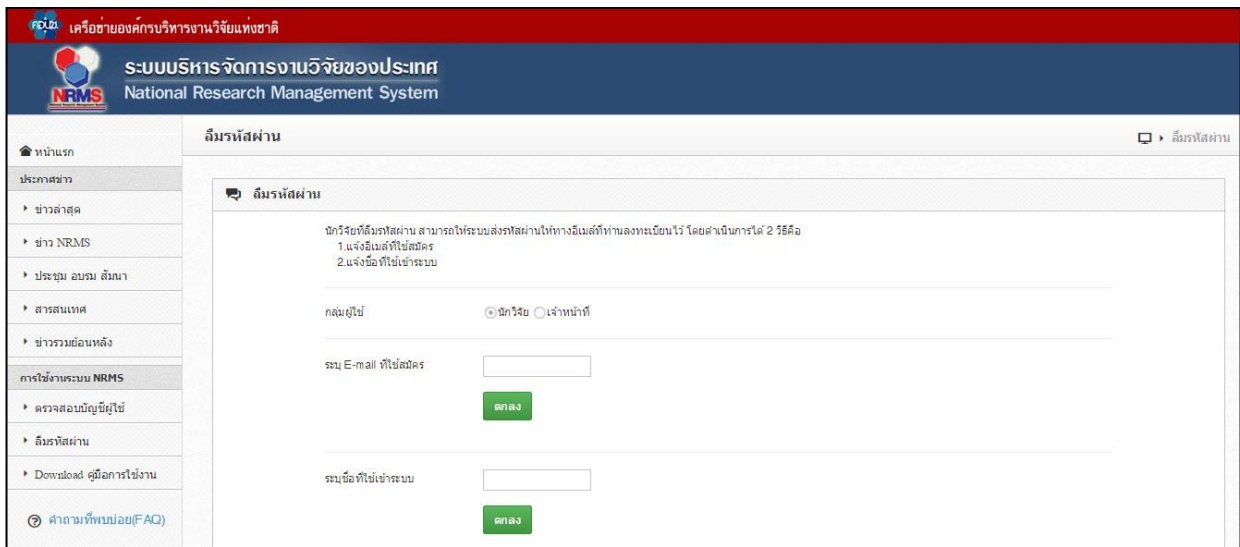 คอบช เครือข่ายองค์กรบริหารงานวิจัยแห่งชาติ
NRMS
ระบบบริหารจัดการงานวิจัยของประเทศ
National Research Management System
หน้าแรก
ประกาศข่าว
ข่าวล่าสุด
ข่าว NRMS
ประชุม อบรม สัมนา
สารสนเทศ
ข่าวรวมย้อนหลัง
การใช้งานระบบ NRMS
ตรวจสอบบัญชีผู้ใช้
ลืมรหัสผ่าน
Download คู่มือการใช้งาน
คำถามที่พบบ่อย(FAQ)
ลืมรหัสผ่าน
ลืมรหัสผ่าน
ลืมรหัสผ่าน
นักวิจัยที่ลืมรหัสผ่าน สามารถให้ระบบส่งรหัสผ่านให้ทางอีเมล์ที่ท่านลงทะเบียนไว้ โดยดำเนินการได้ 2 วิธีคือ
1.แจ้งอีเมล์ที่ใช้สมัคร
2.แจ้งชื่อที่ใช้เข้าระบบ
กลุ่มผู้ใช้ นักวิจัย เจ้าหน้าที่
ระบุ E-mail ที่ใช้สมัคร
ตกลง
ระบุชื่อที่ใช้เข้าระบบ
ตกลง